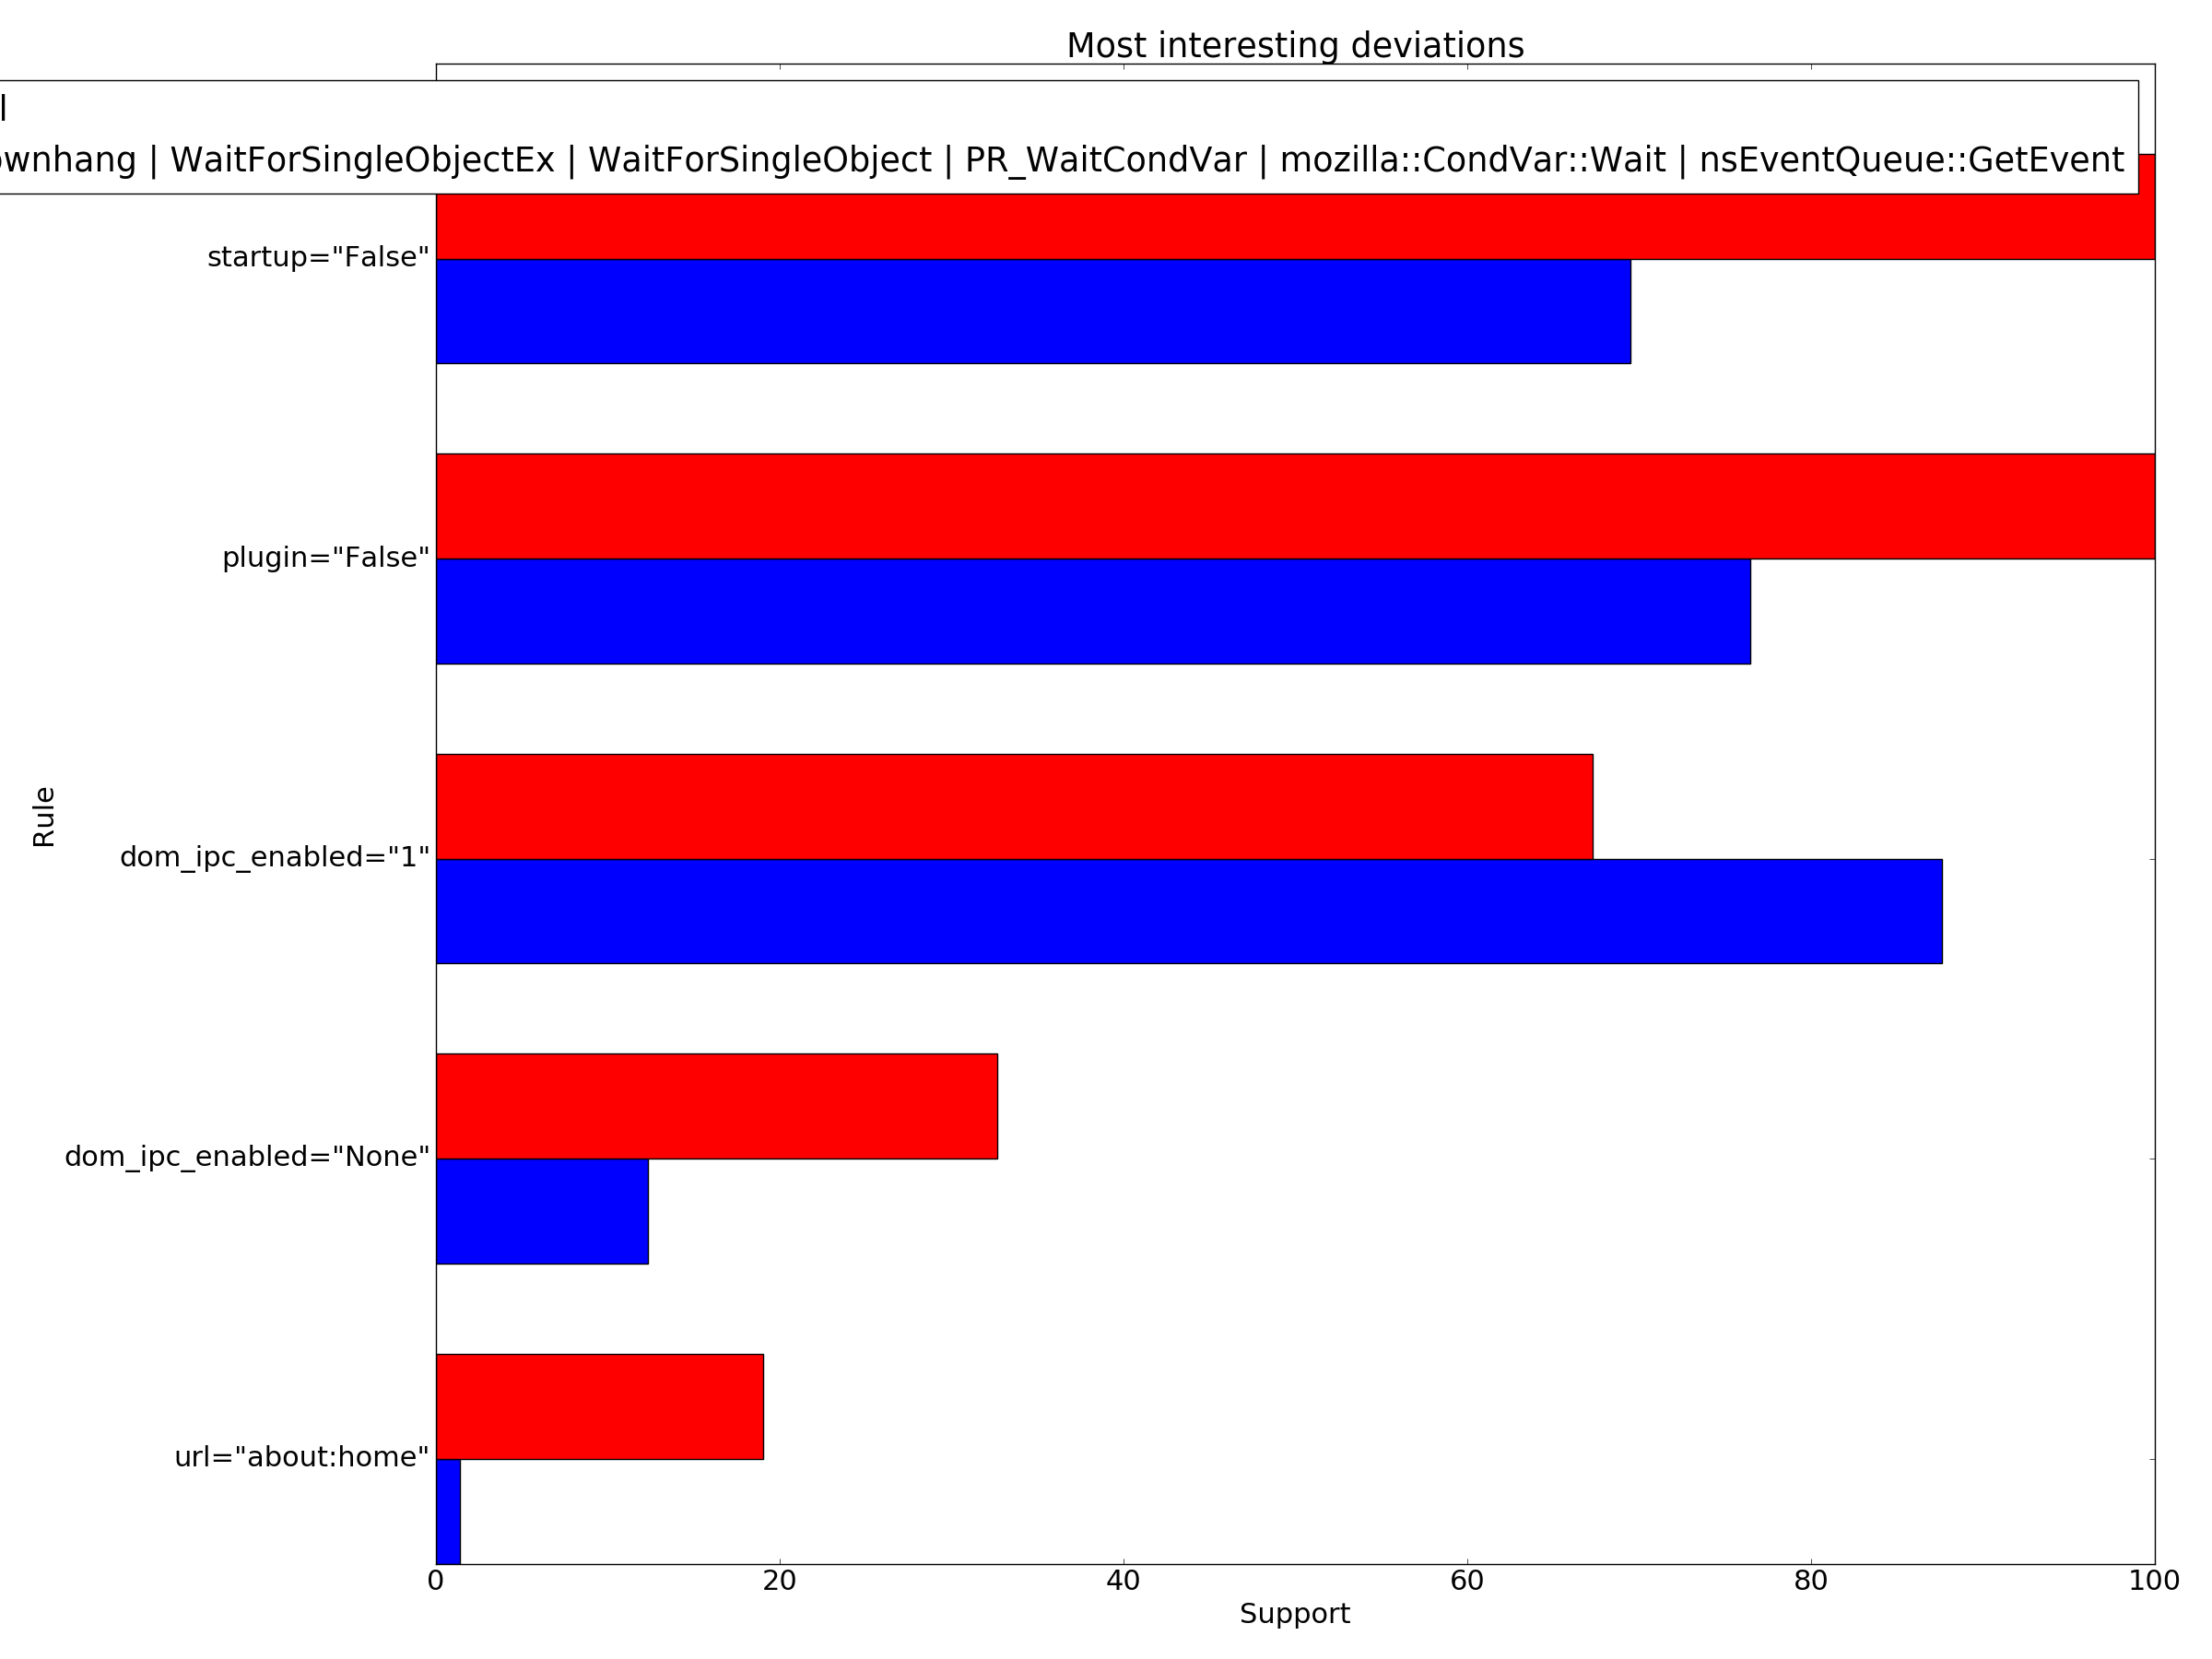 Most interesting deviations
wnhang | WaitForSingleObjectEx | WaitForSingleObject | PR_WaitCondVar | mozilla::CondVar::Wait | nsEventQueue::GetEvent
startup="False"
plugin="False"
Rule
dom_ipc_enabled="1"
dom_ipc_enabled="None"
url="about:home"
0 20 40 60 80 100
Support